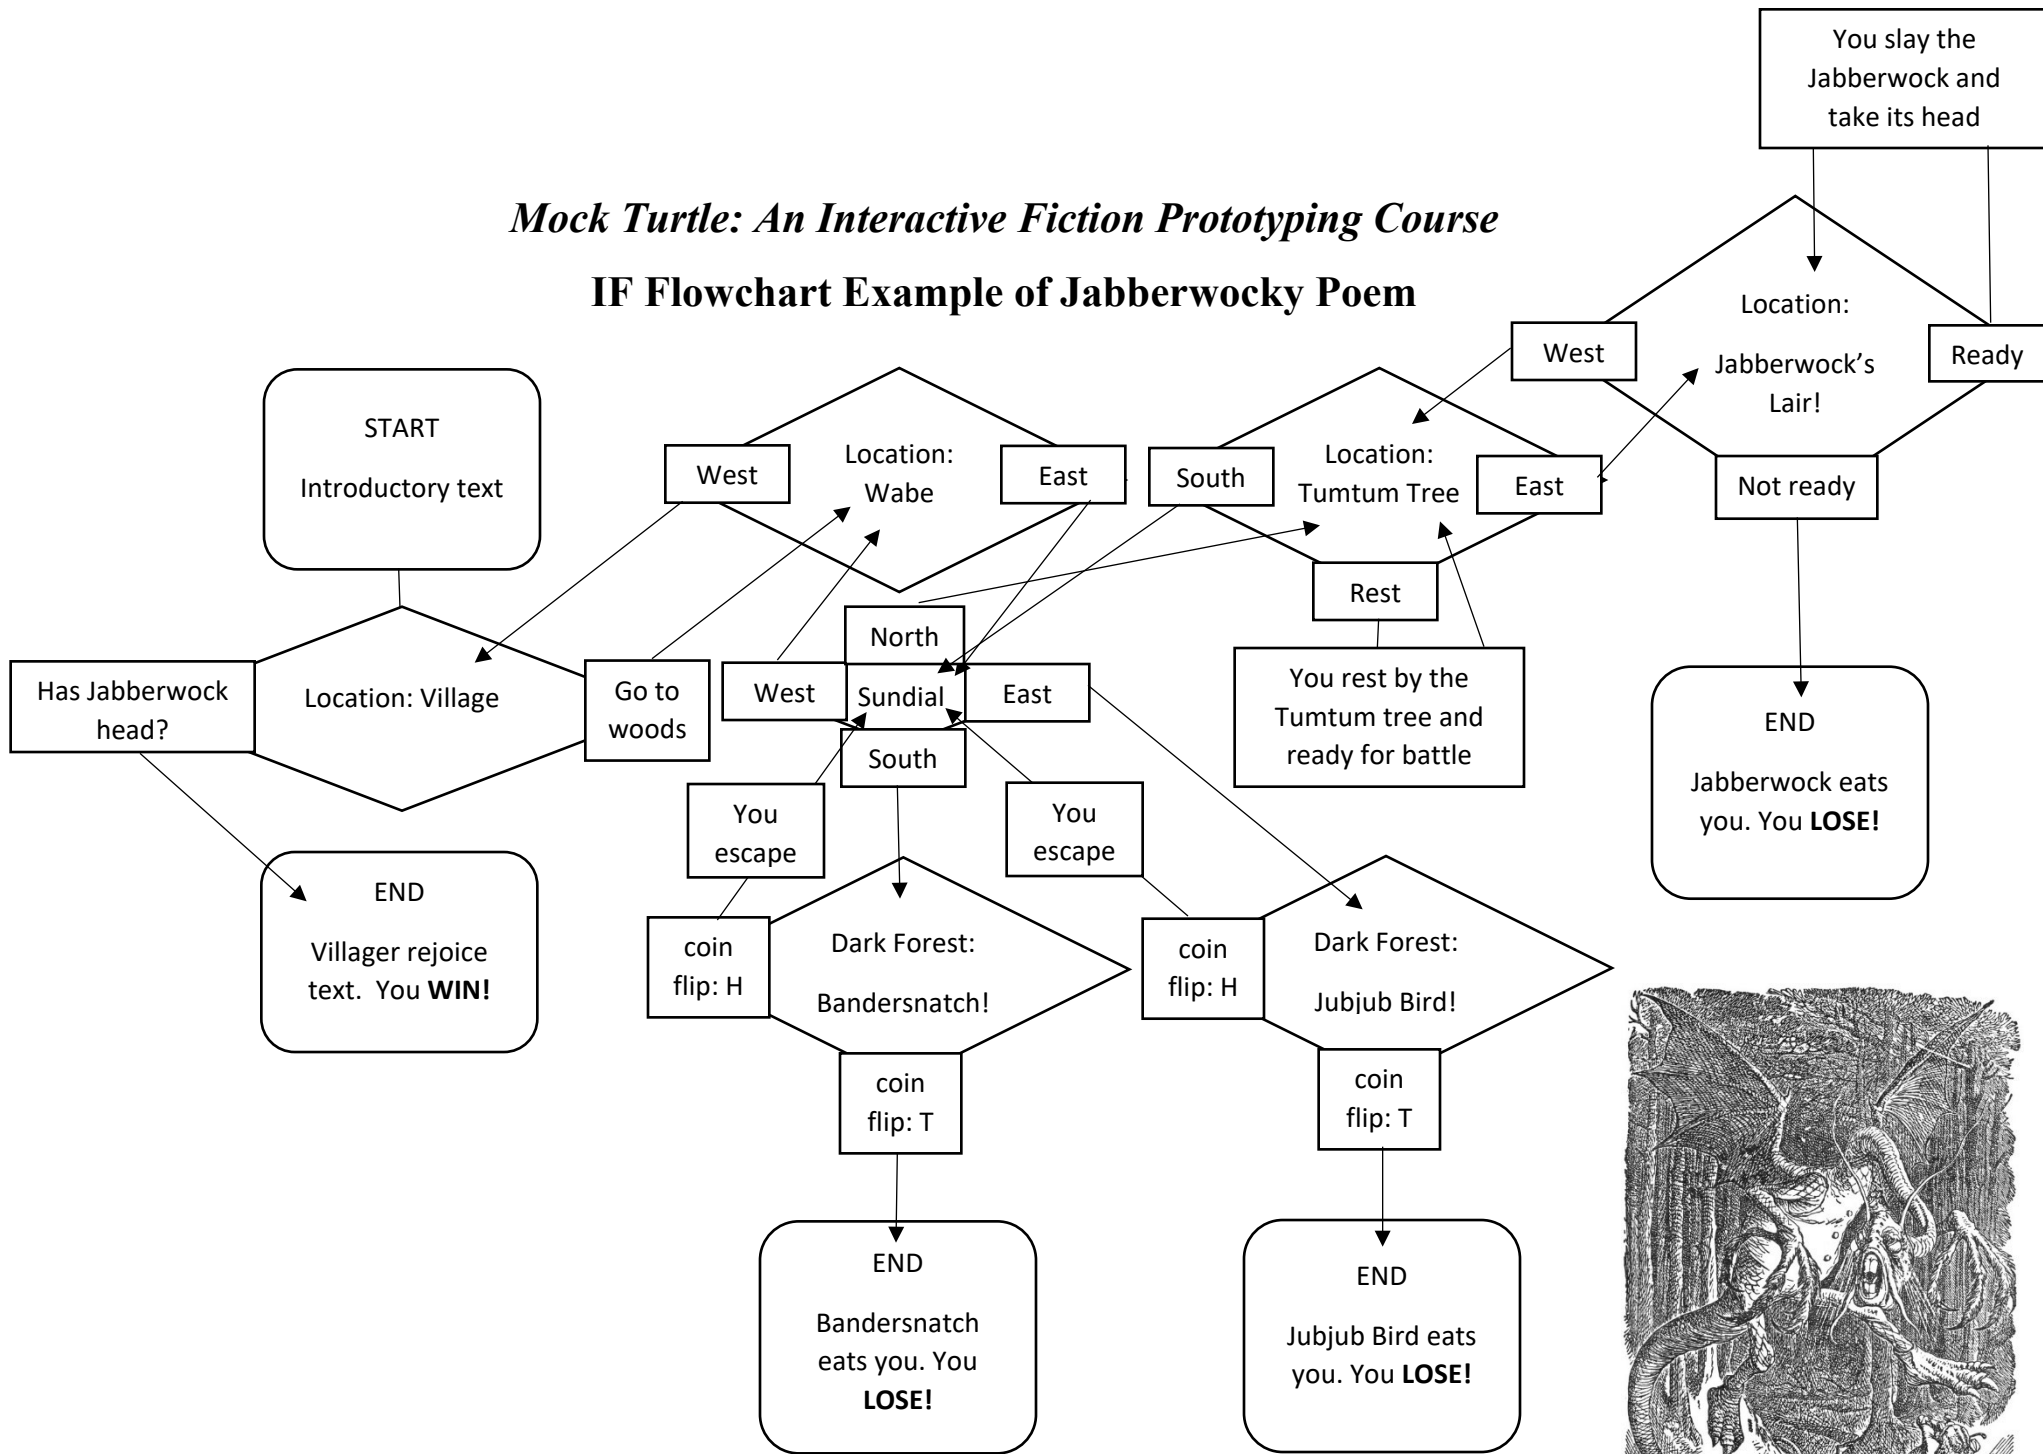 You slay the
Jabberwock and
take its head
Mock Turtle: An Interactive Fiction Prototyping Course
IF Flowchart Example of Jabberwocky Poem
Location:
Jabberwock’s
Lair!
West
Ready
Not ready
START
Introductory text
West
Location:
Wabe
East
South
Location:
Tumtum Tree
East
Rest
Has Jabberwock
head?
Location: Village
Go to
woods
North
West
Sundial
East
South
You rest by the
Tumtum tree and
ready for battle
END
Jabberwock eats
you. You LOSE!
You
escape
You
escape
END
Villager rejoice
text.  You WIN!
coin
flip: H
Dark Forest:
Bandersnatch!
coin
flip: H
Dark Forest:
Jubjub Bird!
coin
flip: T
coin
flip: T
END
Bandersnatch
eats you. You
LOSE!
END
Jubjub Bird eats
you. You LOSE!